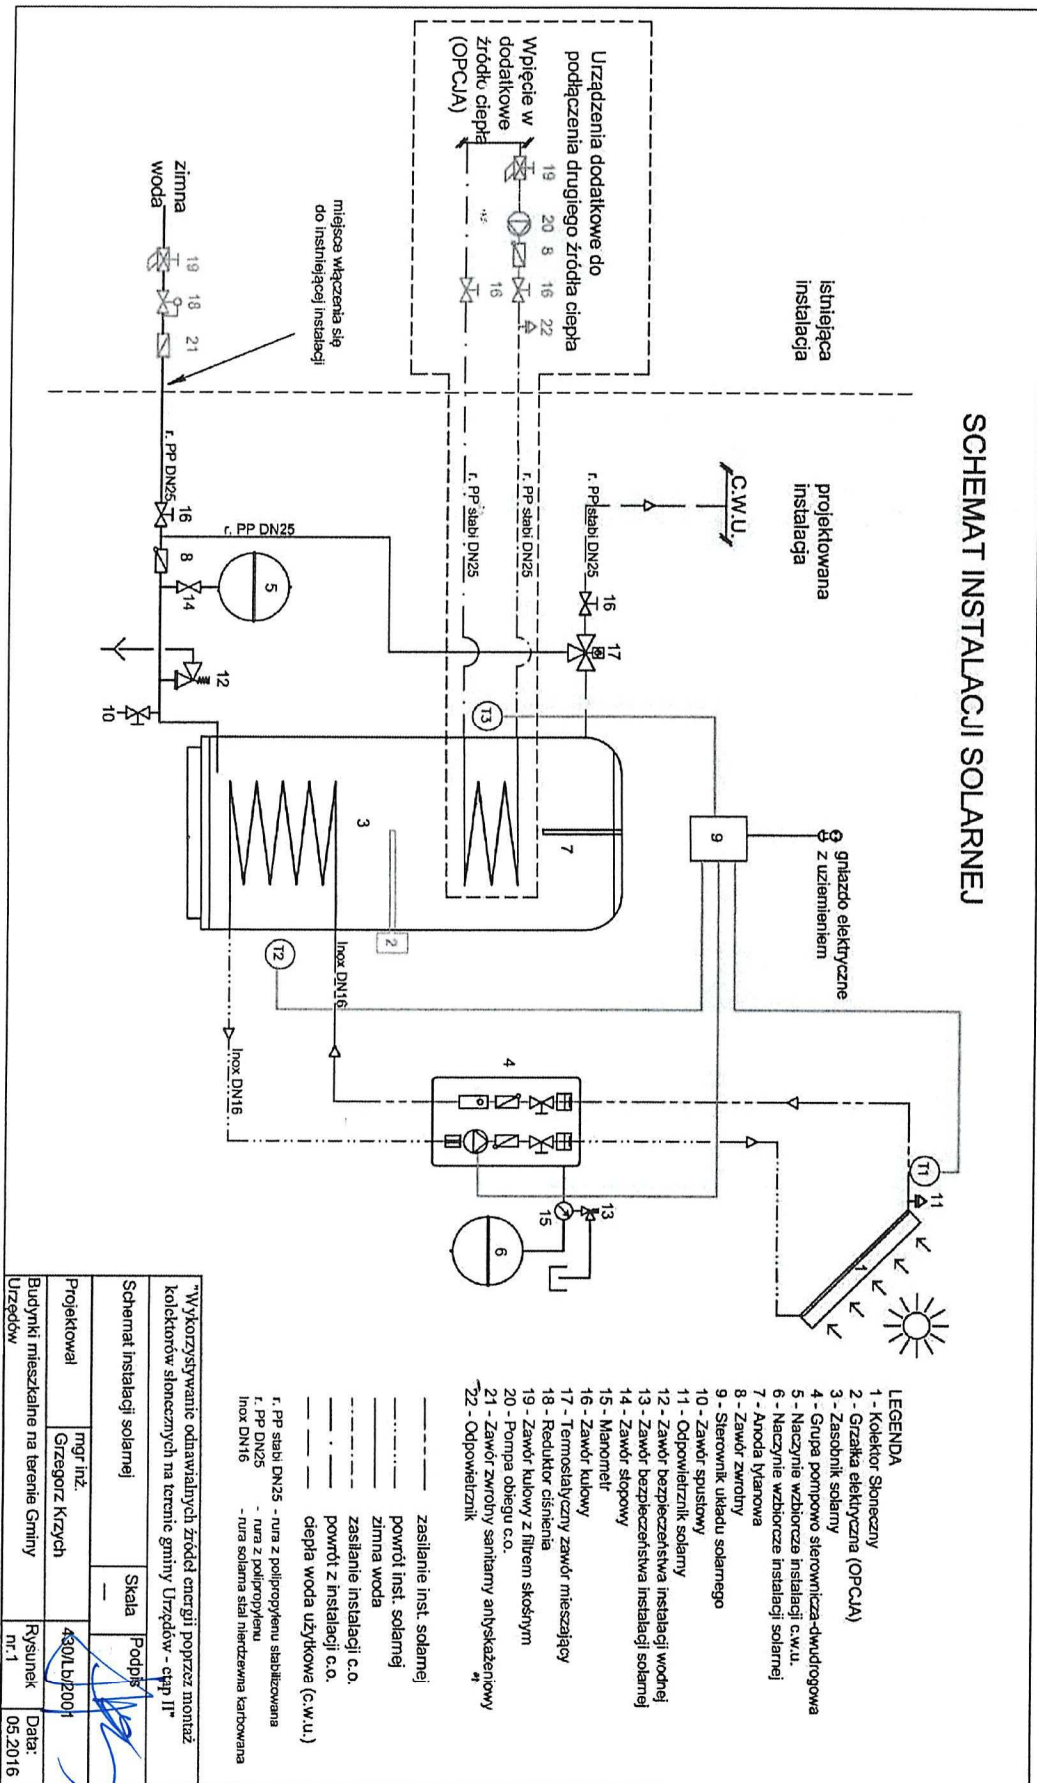 SCHEMAT INSTALACJI SOLARNEJ
istniejąca
instalacja
projektowana
instalacja
Urządzenia dodatkowe do
podłączenia drugiego źródła ciepła
Wpięcie w
dodatkowe
źródło ciepła
(OPCJA)
19
20
8
16
22
16
miejsce włączenia się
do instniejącej instalacji
zimna
woda
19
18
21
C.W.U.
r. PP stabi DN25
r. PP stabi DN25
r. PP stabi DN25
16
17
r. PP DN25
16
r. PP DN25
8
14
5
12
10
T3
3
7
2
9
gniazdo elektryczne
z uziemieniem
T2
Inox DN16
Inox DN16
4
15
13
6
T1
11
1
LEGENDA
1 - Kolektor Słoneczny
2 - Grzałka elektryczna (OPCJA)
3 - Zasobnik solarny
4 - Grupa pompowo sterownicza-dwudrogowa
5 - Naczynie wzbiorcze instalacji c.w.u.
6 - Naczynie wzbiorcze instalacji solarnej
7 - Anoda tytanowa
8 - Zawór zwrotny
9 - Sterownik układu solarnego
10 - Zawór spustowy
11 - Odpowietrznik solarny
12 - Zawór bezpieczeństwa instalacji wodnej
13 - Zawór bezpieczeństwa instalacji solarnej
14 - Zawór stopowy
15 - Manometr
16 - Zawór kulowy
17 - Termostatyczny zawór mieszający
18 - Reduktor ciśnienia
19 - Zawór kulowy z filtrem skośnym
20 - Pompa obiegu c.o.
21 - Zawór zwrotny sanitarny antyskażeniowy
22 - Odpowietrznik
zasilanie inst. solarnej
powrót inst. solarnej
zimna woda
zasilanie instalacji c.o.
powrót z instalacji c.o.
ciepła woda użytkowa (c.w.u.)
r. PP stabi DN25 - rura z polipropylenu stabilizowana
r. PP DN25 - rura z polipropylenu
Inox DN16 - rura solarna stal nierdzewna karbowana
"Wykorzystywanie odnawialnych źródeł energii poprzez montaż
kolektorów słonecznych na terenie gminy Urzędów - etap II"
Schemat instalacji solarnej
Skala
—
Podpis
Projektował
mgr inż.
Grzegorz Krzych
430/Lb/2001
Budynki mieszkalne na terenie Gminy
Urzędów
Rysunek
nr.1
Data:
05.2016